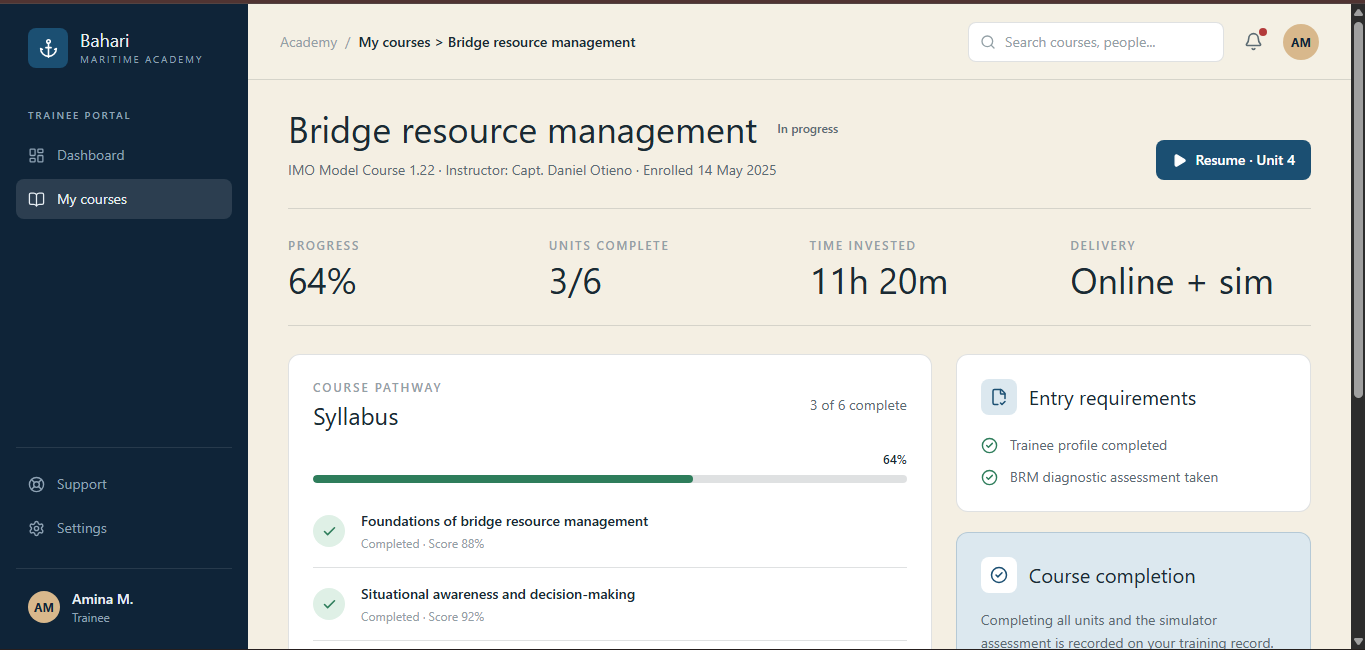 Bahari
MARITIME ACADEMY
TRAINEE PORTAL
Dashboard
My courses
Support
Settings
AM
Amina M.
Trainee
Academy / My courses > Bridge resource management
Search courses, people...
AM
Bridge resource management
In progress
IMO Model Course 1.22 · Instructor: Capt. Daniel Otieno · Enrolled 14 May 2025
Resume · Unit 4
PROGRESS
64%
UNITS COMPLETE
3/6
TIME INVESTED
11h 20m
DELIVERY
Online + sim
COURSE PATHWAY
Syllabus
3 of 6 complete
64%
Foundations of bridge resource management
Completed · Score 88%
Situational awareness and decision-making
Completed · Score 92%
Entry requirements
Trainee profile completed
BRM diagnostic assessment taken
Course completion
Completing all units and the simulator
assessment is recorded on your training record.